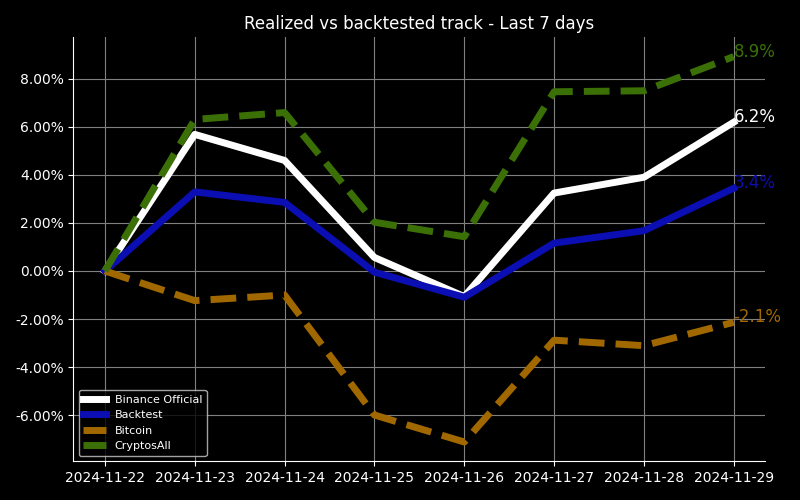 Realized vs backtested track - Last 7 days
8.00%
6.00%
4.00%
2.00%
0.00%
-2.00%
-4.00%
-6.00%
8.9%
6.2%
3.4%
-2.1%
Binance Official
Backtest
Bitcoin
CryptosAll
2024-11-22 2024-11-23 2024-11-24 2024-11-25 2024-11-26 2024-11-27 2024-11-28 2024-11-29